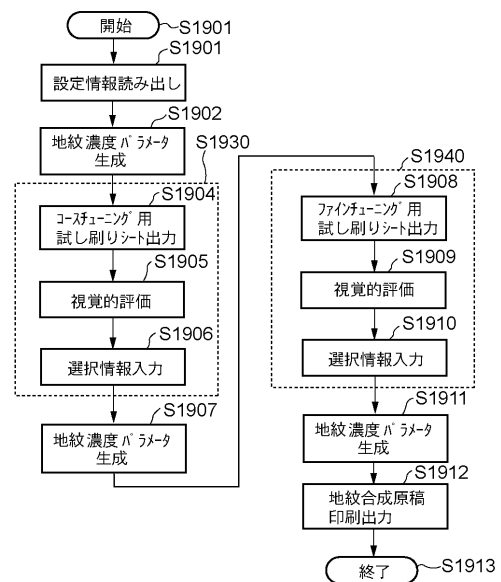 開始
S1901
S1901
設定情報読み出し
S1902
地紋濃度パラメータ
生成
S1930
S1904
コースチューニング用
試し刷りシート出力
S1905
視覚的評価
S1906
選択情報入力
S1907
地紋濃度パラメータ
生成
S1940
S1908
ファインチューニング用
試し刷りシート出力
S1909
視覚的評価
S1910
選択情報入力
S1911
地紋濃度パラメータ
生成
S1912
地紋合成原稿
印刷出力
終了
S1913